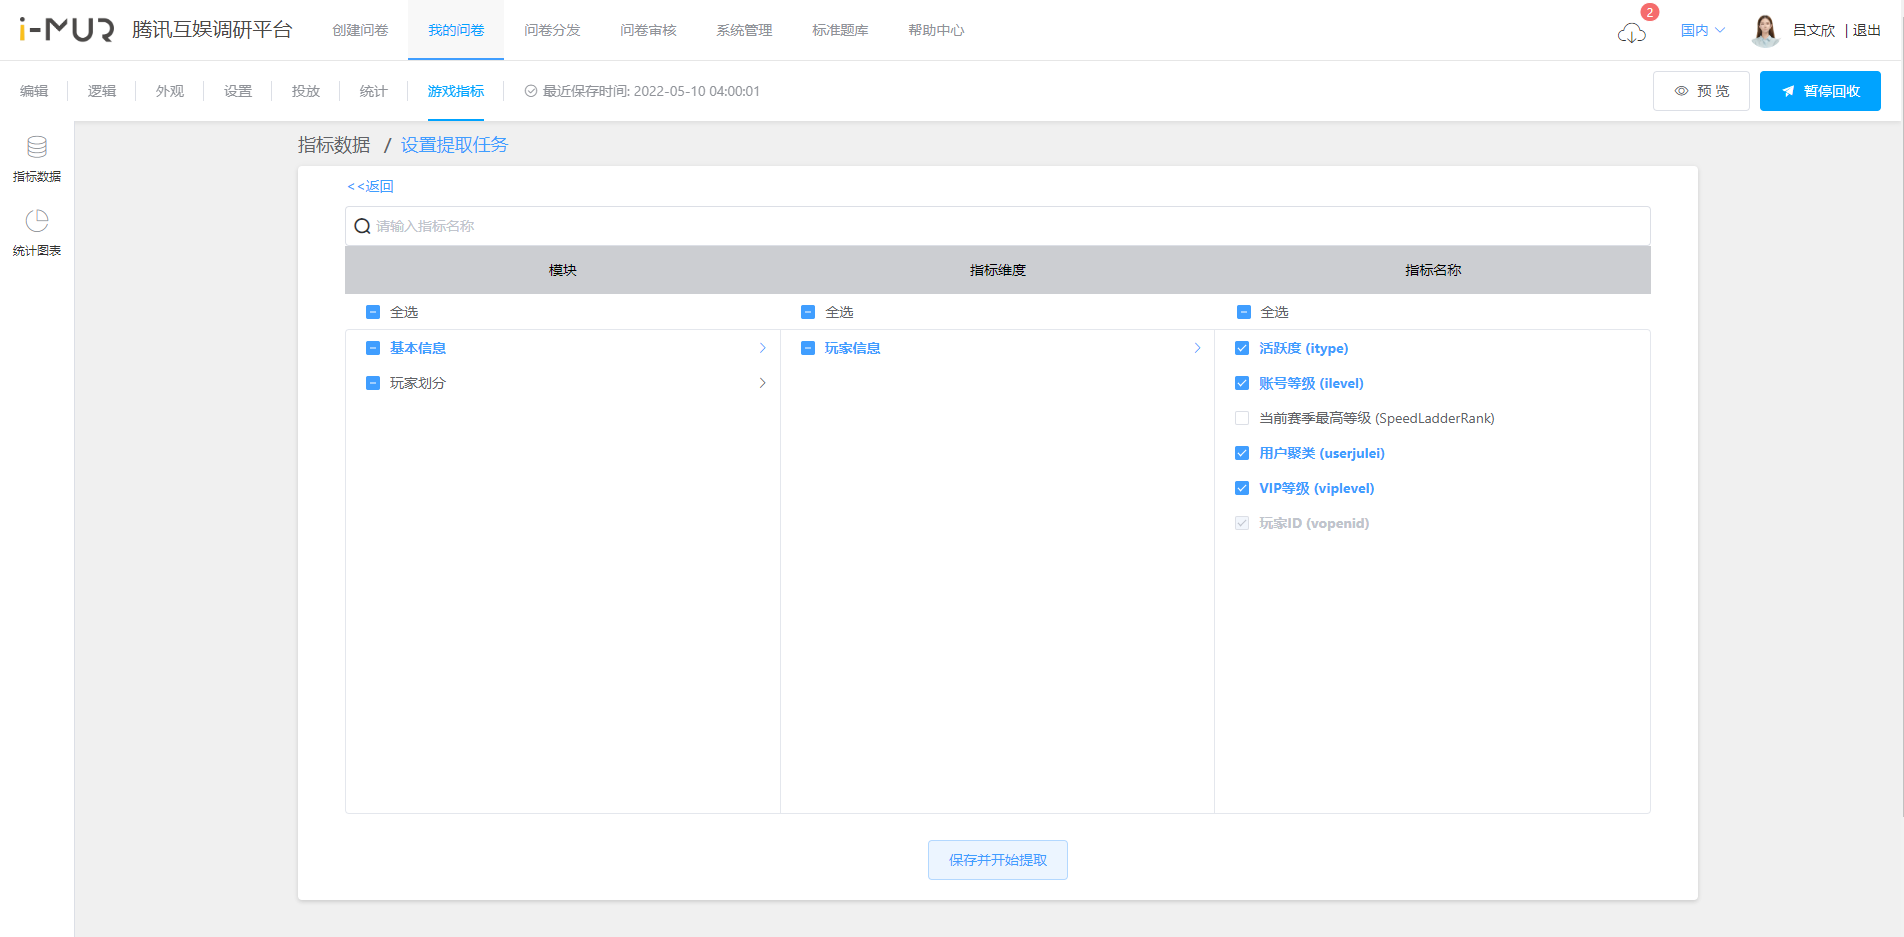 i-MUR 腾讯互娱调研平台 创建问卷 我的问卷 问卷分发 问卷审核 系统管理 标准题库 帮助中心 2 国内 吕文欣 | 退出
编辑 逻辑 外观 设置 投放 统计 游戏指标 最近保存时间: 2022-05-10 04:00:01 预 览 暂停回收
指标数据
统计图表
指标数据 / 设置提取任务
<<返回
请输入指标名称
模块 指标维度 指标名称
全选 全选 全选
基本信息 玩家信息 活跃度 (itype)
玩家划分 账号等级 (ilevel)
当前赛季最高等级 (SpeedLadderRank)
用户聚类 (userjulei)
VIP等级 (viplevel)
玩家ID (vopenid)
保存并开始提取